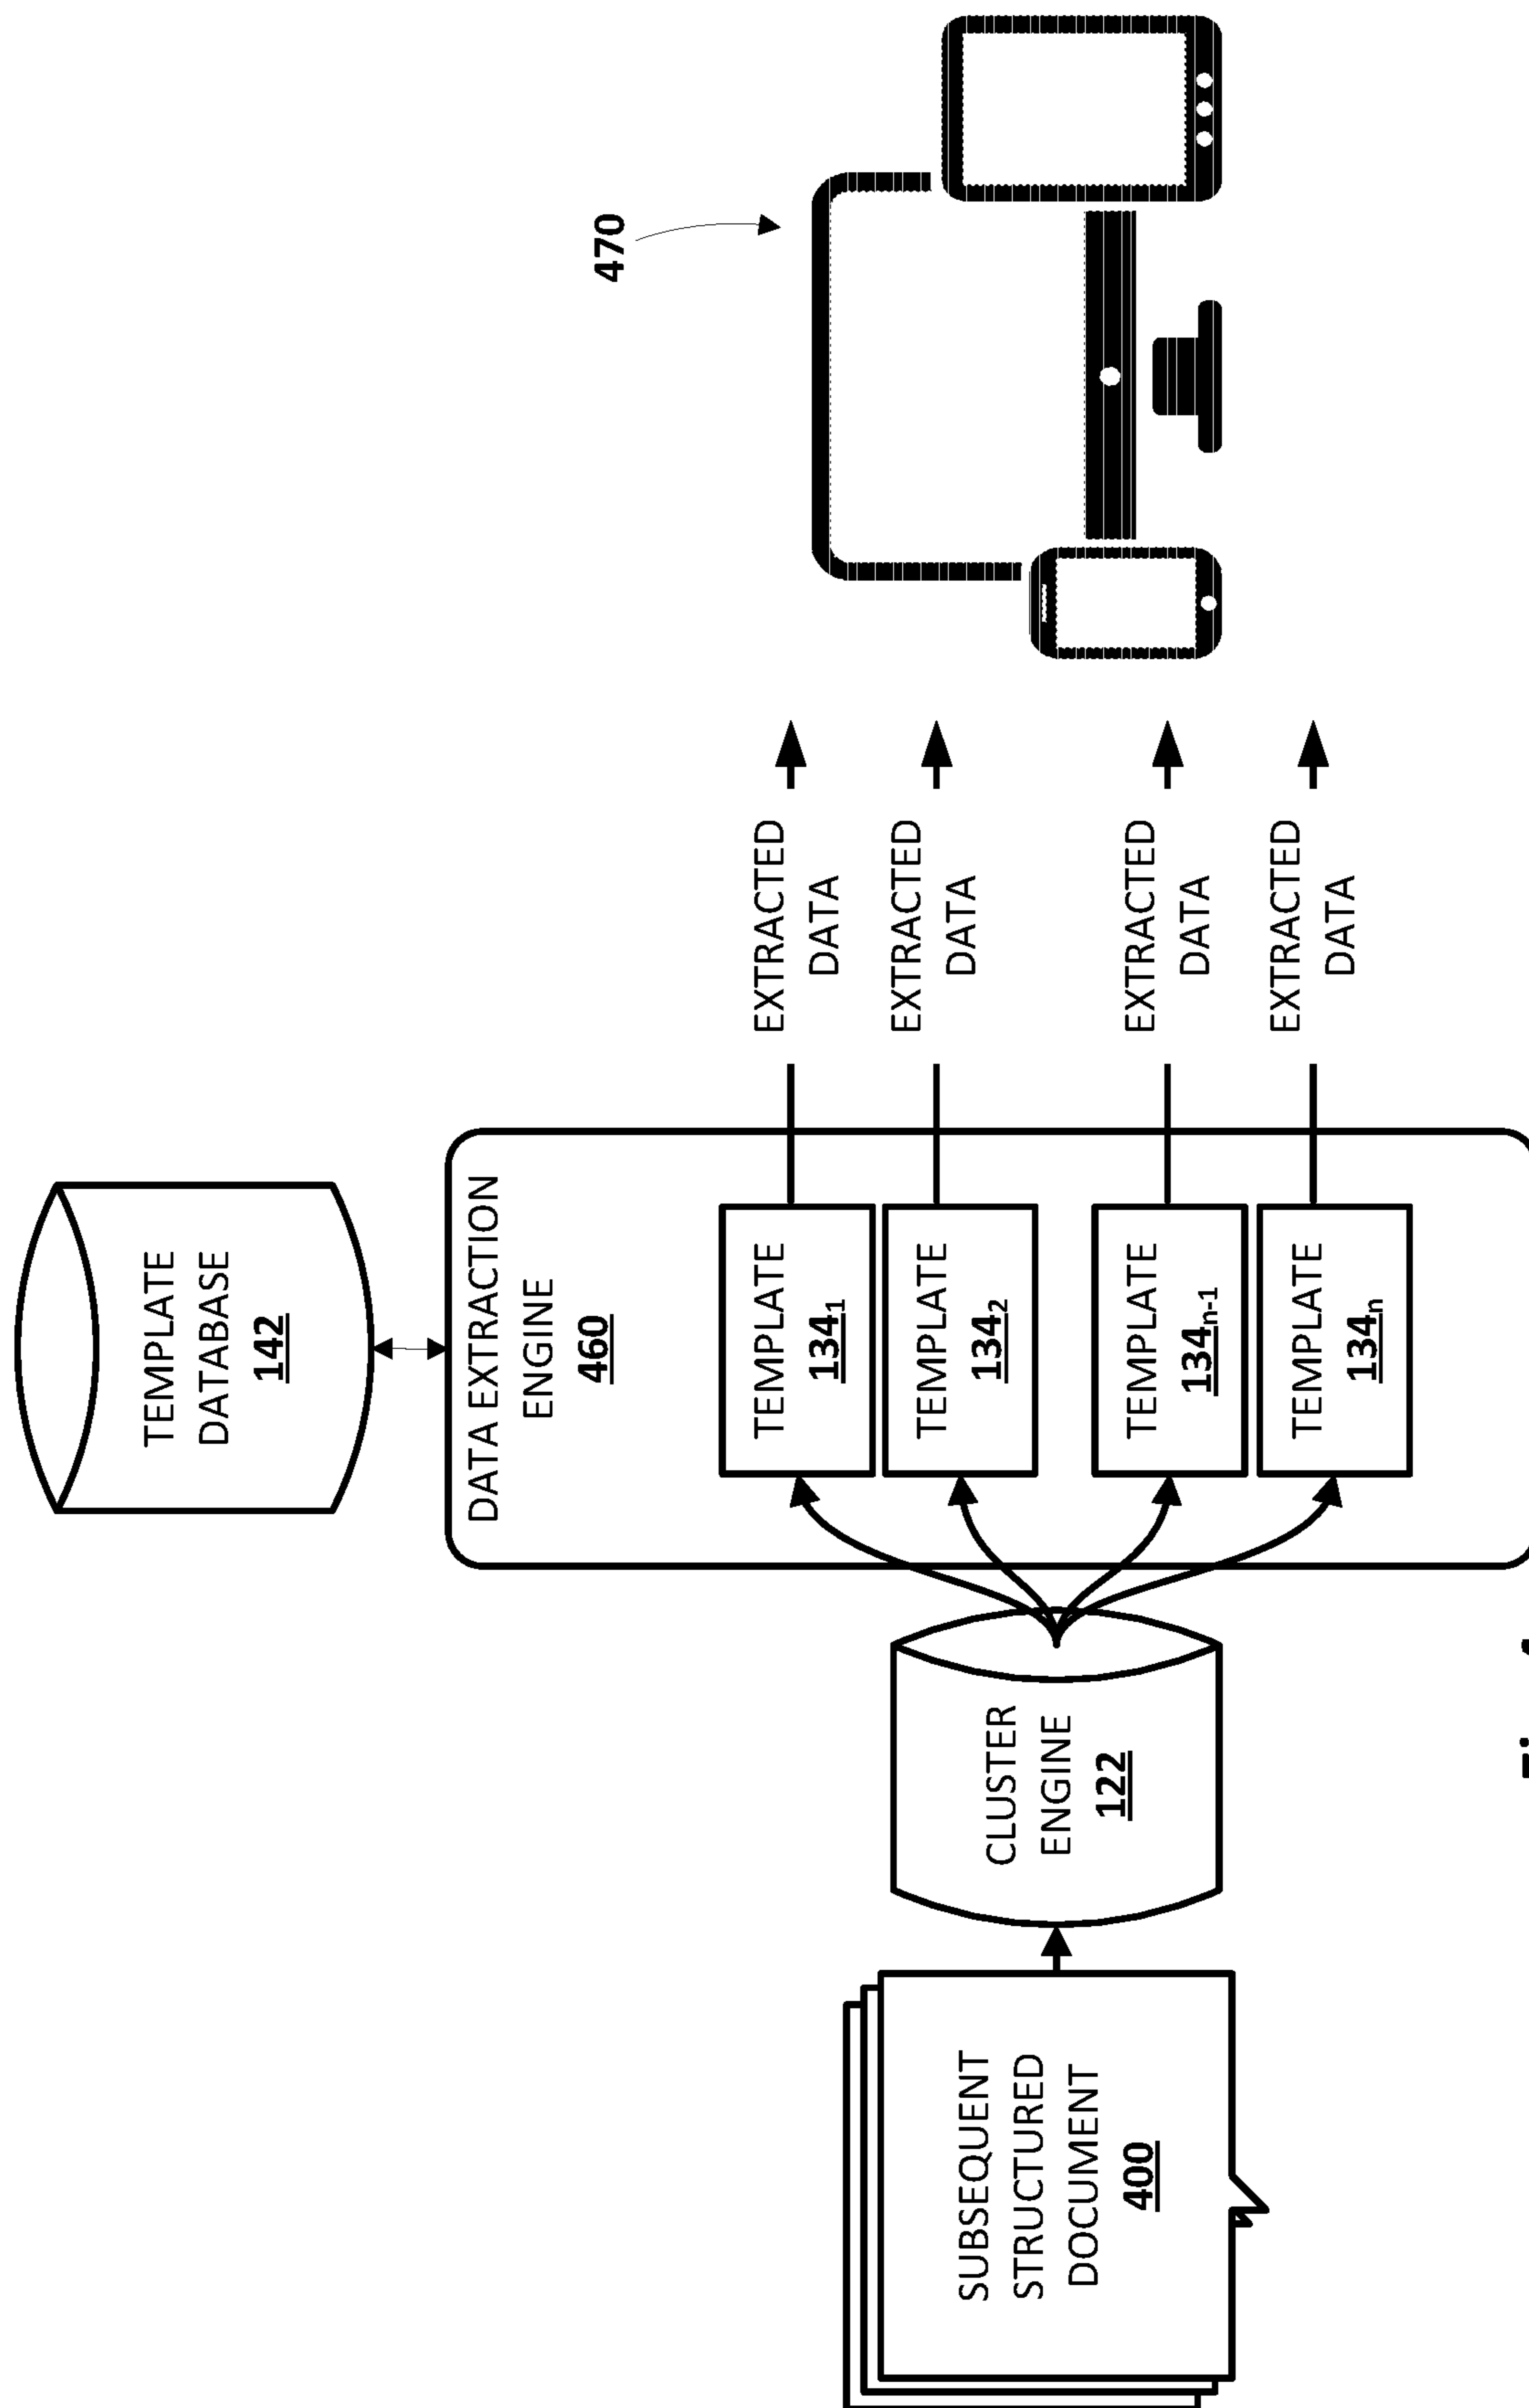 TEMPLATE
DATABASE
142
DATA EXTRACTION
ENGINE
460
470
SUBSEQUENT
STRUCTURED
DOCUMENT
400
CLUSTER
ENGINE
122
TEMPLATE
134₁
EXTRACTED
DATA
TEMPLATE
134₂
EXTRACTED
DATA
TEMPLATE
134ₙ₋₁
EXTRACTED
DATA
TEMPLATE
134ₙ
EXTRACTED
DATA